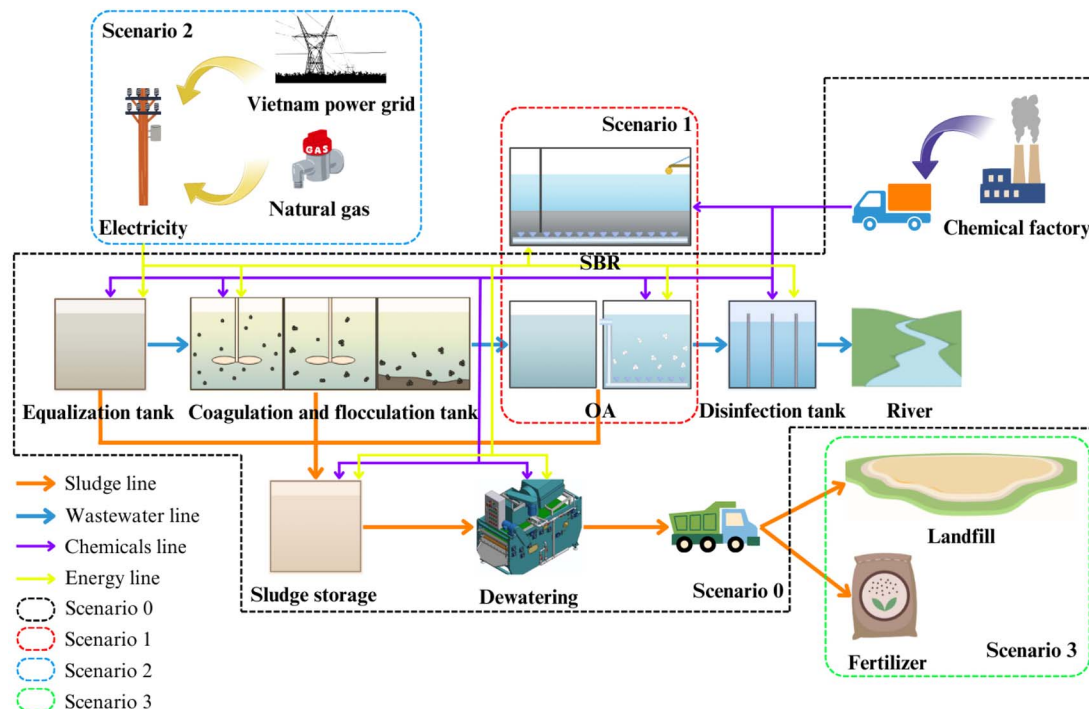 Scenario 2
Vietnam power grid
GAS
Natural gas
Electricity
Scenario 1
SBR
Chemical factory
Equalization tank
Coagulation and flocculation tank
OA
Disinfection tank
River
Sludge line
Wastewater line
Chemicals line
Energy line
Scenario 0
Scenario 1
Scenario 2
Scenario 3
Sludge storage
Dewatering
Scenario 0
Landfill
Fertilizer
Scenario 3